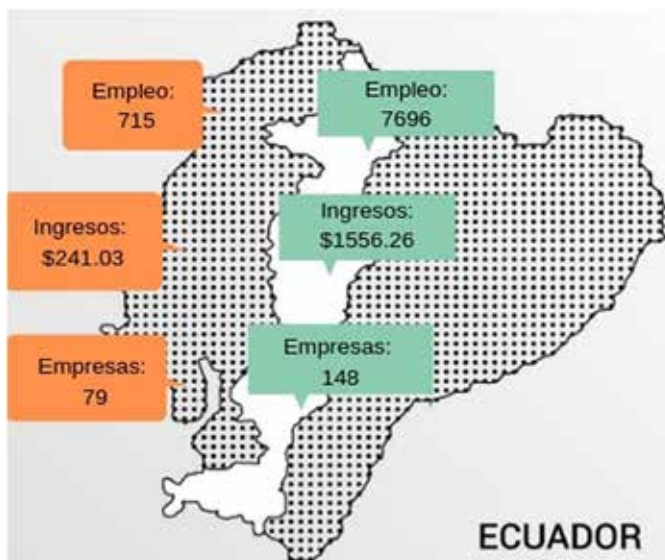 Empleo:
715
Empleo:
7696
Ingresos:
$241.03
Ingresos:
$1556.26
Empresas:
79
Empresas:
148
ECUADOR